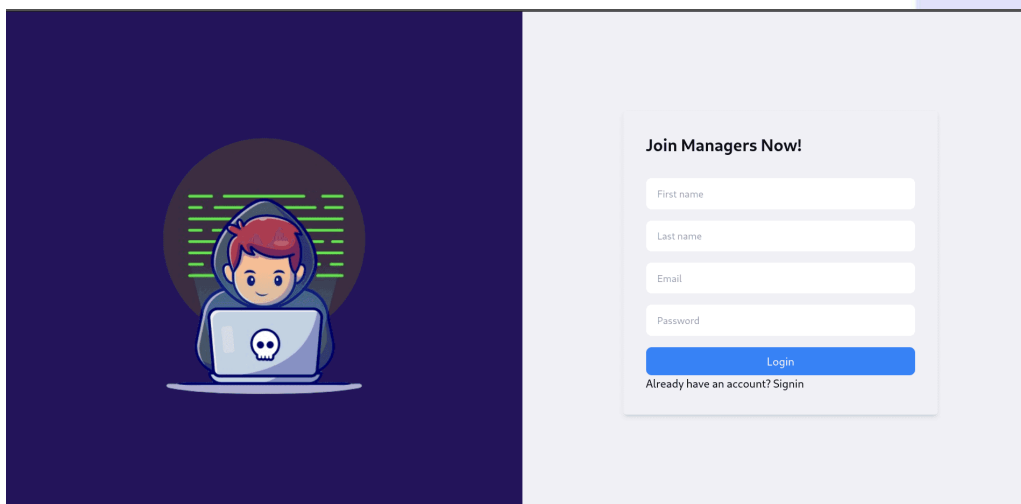 Join Managers Now!
First name
Last name
Email
Password
Login
Already have an account? Signin